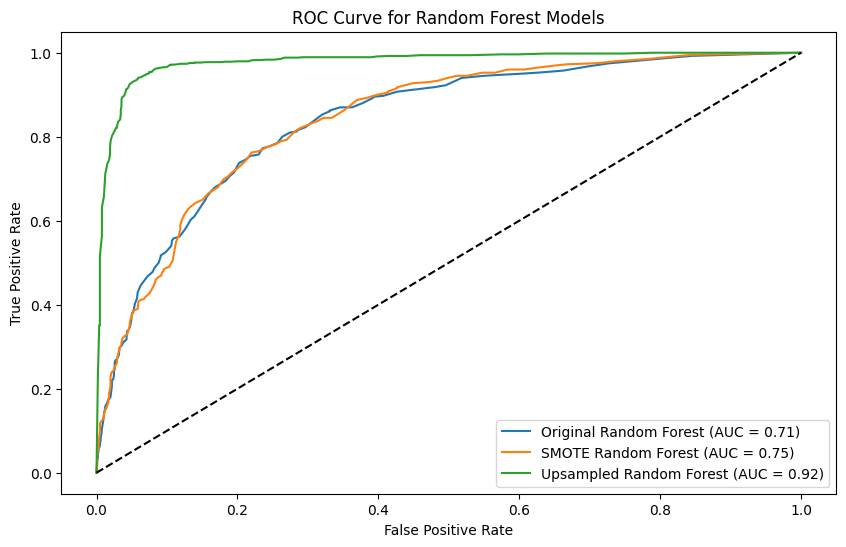 ROC Curve for Random Forest Models
1.0
0.8
0.6
0.4
0.2
0.0
True Positive Rate
Original Random Forest (AUC = 0.71)
SMOTE Random Forest (AUC = 0.75)
Upsampled Random Forest (AUC = 0.92)
0.0 0.2 0.4 0.6 0.8 1.0
False Positive Rate